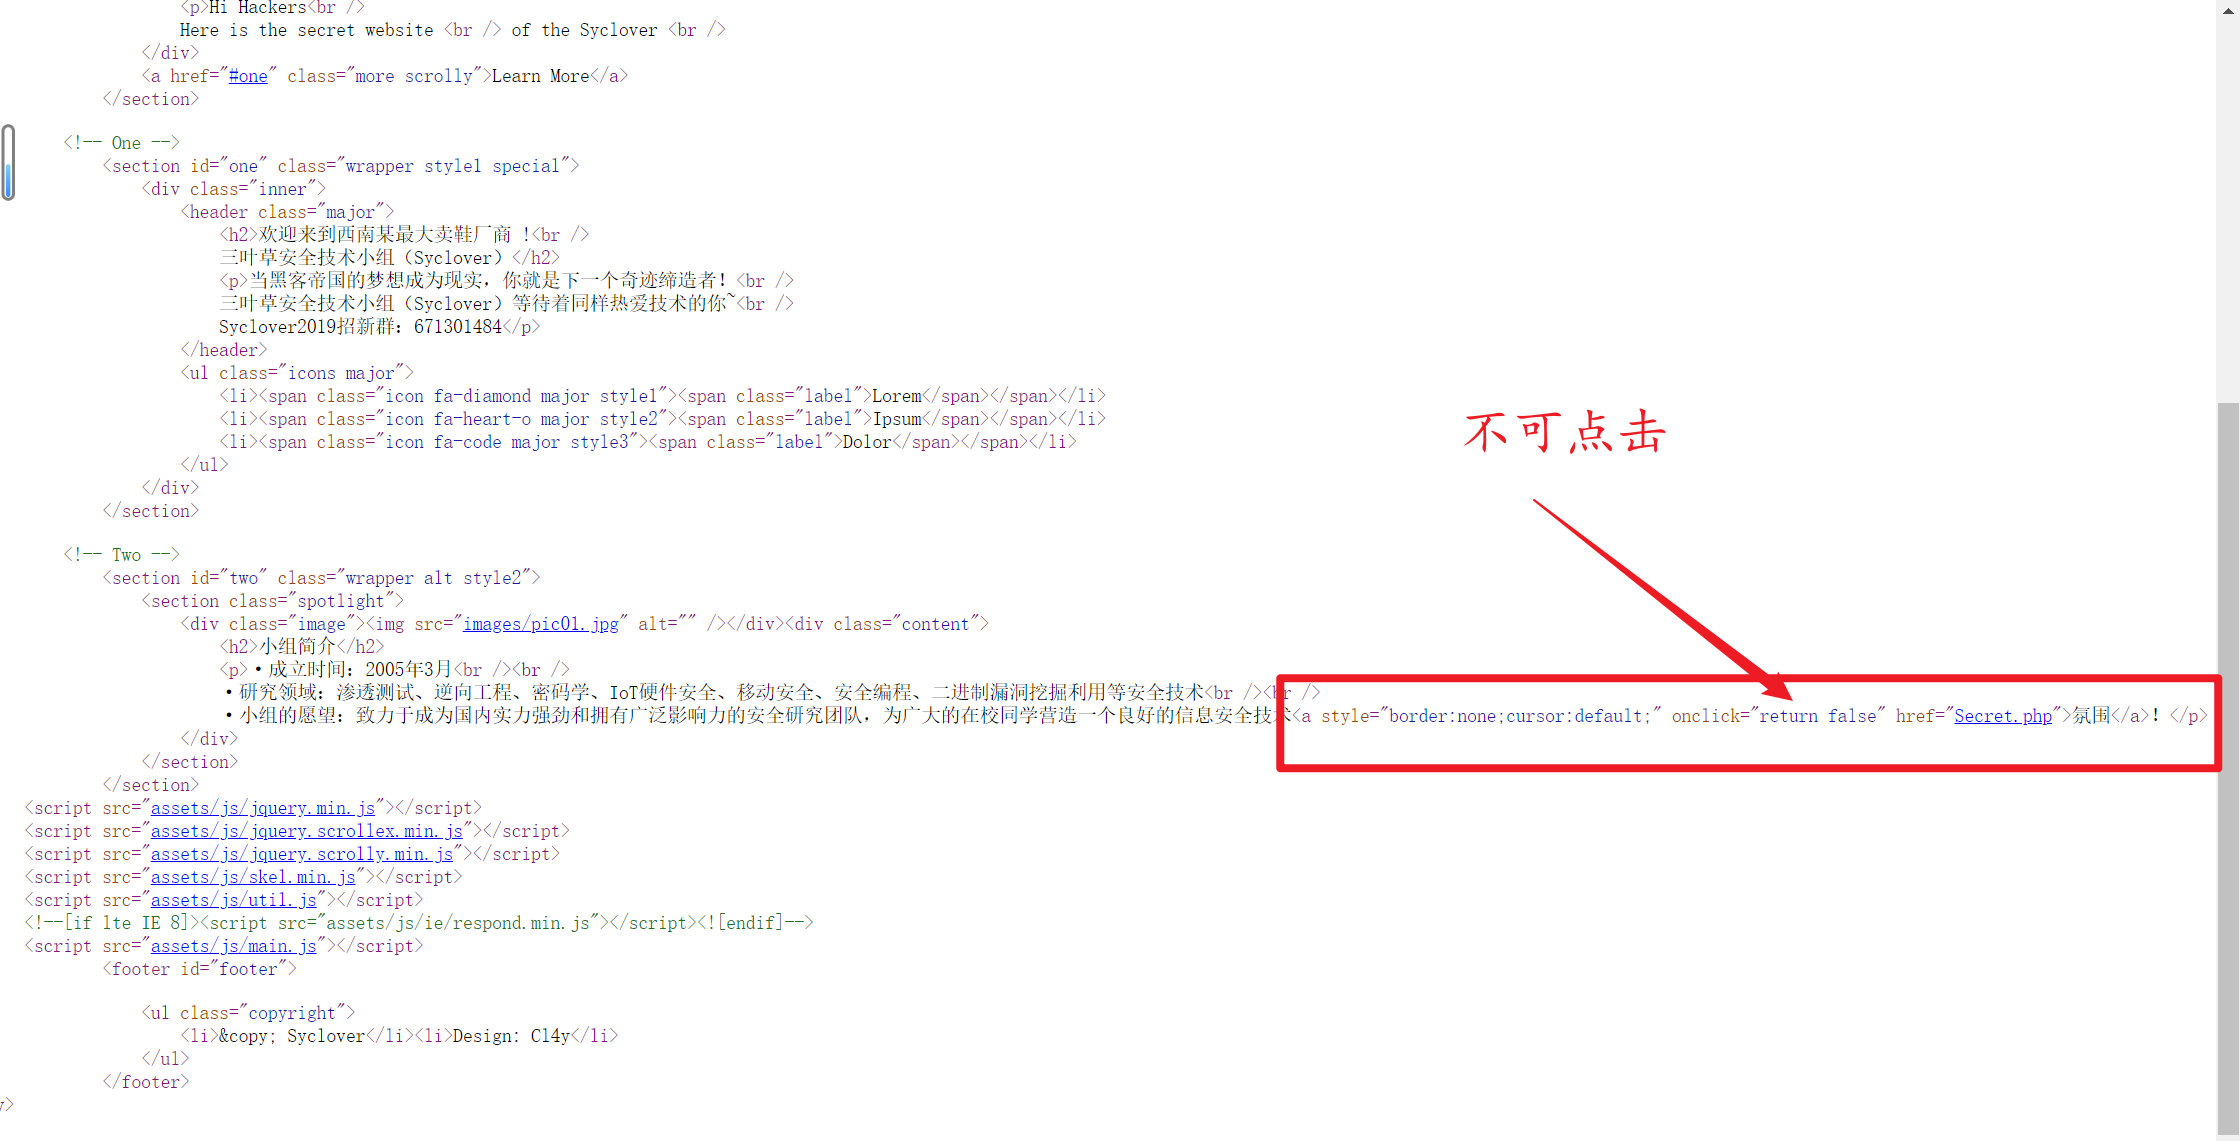 <p>Hi Hackers<br />
Here is the secret website <br /> of the Syclover <br />
</div>
<a href="#one" class="more scrolly">Learn More</a>
</section>
<!-- One -->
<section id="one" class="wrapper style1 special">
<div class="inner">
<header class="major">
<h2>欢迎来到西南某最大卖鞋厂商 !<br />
三叶草安全技术小组（Syclover）</h2>
<p>当黑客帝国的梦想成为现实，你就是下一个奇迹缔造者！<br />
三叶草安全技术小组（Syclover）等待着同样热爱技术的你~<br />
Syclover2019招新群：671301484</p>
</header>
<ul class="icons major">
<li><span class="icon fa-diamond major style1"><span class="label">Lorem</span></span></li>
<li><span class="icon fa-heart-o major style2"><span class="label">Ipsum</span></span></li>
<li><span class="icon fa-code major style3"><span class="label">Dolor</span></span></li>
不可点击
</ul>
</div>
</section>
<!-- Two -->
<section id="two" class="wrapper alt style2">
<section class="spotlight">
<div class="image"><img src="images/pic01.jpg" alt="" /></div><div class="content">
<h2>小组简介</h2>
<p>·成立时间：2005年3月<br /><br />
·研究领域：渗透测试、逆向工程、密码学、IoT硬件安全、移动安全、安全编程、二进制漏洞挖掘利用等安全技术<br /><br />
·小组的愿望：致力于成为国内实力强劲和拥有广泛影响力的安全研究团队，为广大的在校同学营造一个良好的信息安全技术<a style="border:none;cursor:default;" onclick="return false" href="Secret.php">氛围</a>！</p>
</div>
</section>
</section>
<script src="assets/js/jquery.min.js"></script>
<script src="assets/js/jquery.scrollex.min.js"></script>
<script src="assets/js/jquery.scrolly.min.js"></script>
<script src="assets/js/skel.min.js"></script>
<script src="assets/js/util.js"></script>
<!--[if lte IE 8]><script src="assets/js/ie/respond.min.js"></script><![endif]-->
<script src="assets/js/main.js"></script>
<footer id="footer">
<ul class="copyright">
<li>&copy; Syclover</li><li>Design: Cl4y</li>
</ul>
</footer>
y>